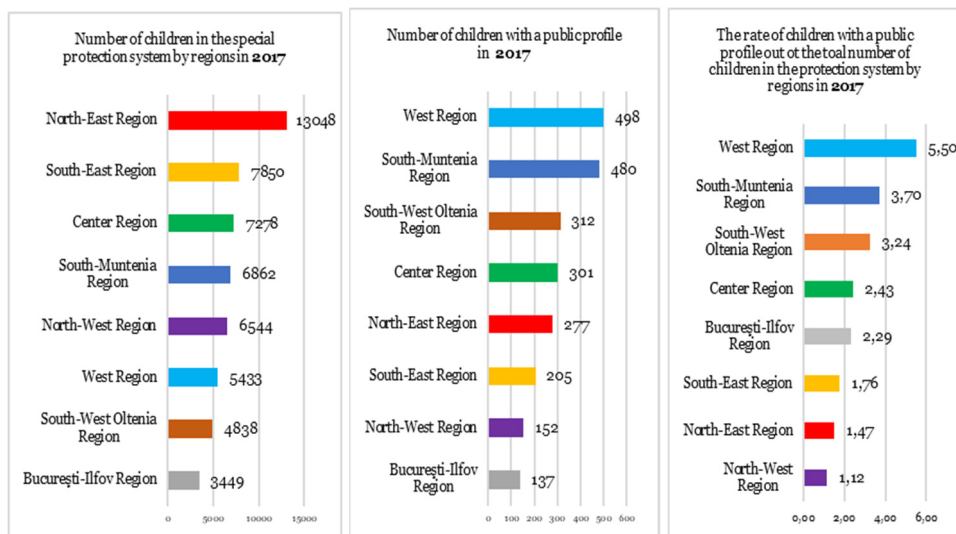 Number of children in the special
protection system by regions in 2017
North-East Region
13048
South-East Region
7850
Center Region
7278
South-Muntenia
Region
6862
North-West Region
6544
West Region
5433
South-West Oltenia
Region
4838
Bucureşti-Ilfov Region
3449
0 5000 10000 15000
Number of children with a public profile
in 2017
West Region
498
South-Muntenia
Region
480
South-West Oltenia
Region
312
Center Region
301
North-East Region
277
South-East Region
205
North-West Region
152
Bucureşti-Ilfov
Region
137
0 100 200 300 400 500 600
The rate of children with a public
profile out ot the toal number of
children in the protection system by
regions in 2017
West Region
5,50
South-Muntenia
Region
3,70
South-West
Oltenia Region
3,24
Center Region
2,43
Bucureşti-Ilfov
Region
2,29
South-East Region
1,76
North-East Region
1,47
North-West
Region
1,12
0,00 2,00 4,00 6,00